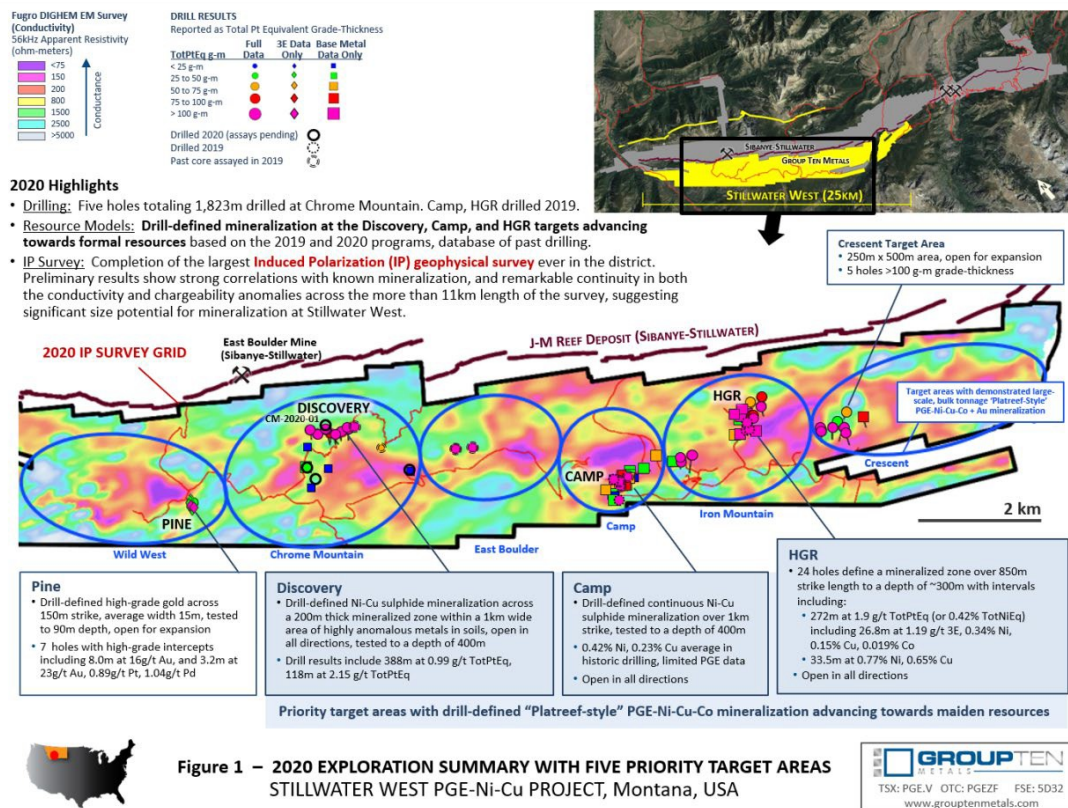 Fugro DIGHEM EM Survey
(Conductivity)
56kHz Apparent Resistivity
(ohm-meters)
<75
150
200
800
1500
2500
>5000
Conductance
DRILL RESULTS
Reported as Total Pt Equivalent Grade-Thickness
TotPtEq g-m
Full Data
3E Data Only
Base Metal Data Only
< 25 g-m
25 to 50 g-m
50 to 75 g-m
75 to 100 g-m
> 100 g-m
Drilled 2020 (assays pending)
Drilled 2019
Past core assayed in 2019
SIBANYE-STILLWATER
GROUP TEN METALS
STILLWATER WEST (25KM)
N
2020 Highlights
• Drilling: Five holes totaling 1,823m drilled at Chrome Mountain. Camp, HGR drilled 2019.
• Resource Models: Drill-defined mineralization at the Discovery, Camp, and HGR targets advancing
towards formal resources based on the 2019 and 2020 programs, database of past drilling.
• IP Survey: Completion of the largest Induced Polarization (IP) geophysical survey ever in the district.
Preliminary results show strong correlations with known mineralization, and remarkable continuity in both
the conductivity and chargeability anomalies across the more than 11km length of the survey, suggesting
significant size potential for mineralization at Stillwater West.
Crescent Target Area
• 250m x 500m area, open for expansion
• 5 holes >100 g-m grade-thickness
2020 IP SURVEY GRID
East Boulder Mine
(Sibanye-Stillwater)
J-M REEF DEPOSIT (SIBANYE-STILLWATER)
DISCOVERY
CM-2020-01
HGR
Target areas with demonstrated large-
scale, bulk tonnage 'Platreef-Style'
PGE-Ni-Cu-Co + Au mineralization
Crescent
CAMP
PINE
Iron Mountain
2 km
Camp
Wild West
Chrome Mountain
East Boulder
Pine
• Drill-defined high-grade gold across
150m strike, average width 15m, tested
to 90m depth, open for expansion
• 7 holes with high-grade intercepts
including 8.0m at 16g/t Au, and 3.2m at
23g/t Au, 0.89g/t Pt, 1.04g/t Pd
Discovery
• Drill-defined Ni-Cu sulphide mineralization across
a 200m thick mineralized zone within a 1km wide
area of highly anomalous metals in soils, open in
all directions, tested to a depth of 400m
• Drill results include 388m at 0.99 g/t TotPtEq,
118m at 2.15 g/t TotPtEq
Camp
• Drill-defined continuous Ni-Cu
sulphide mineralization over 1km
strike, tested to a depth of 400m
• 0.42% Ni, 0.23% Cu average in
historic drilling, limited PGE data
• Open in all directions
HGR
• 24 holes define a mineralized zone over 850m
strike length to a depth of ~300m with intervals
including:
• 272m at 1.9 g/t TotPtEq (or 0.42% TotNiEq)
including 26.8m at 1.19 g/t 3E, 0.34% Ni,
0.15% Cu, 0.019% Co
• 33.5m at 0.77% Ni, 0.65% Cu
• Open in all directions
Priority target areas with drill-defined "Platreef-style" PGE-Ni-Cu-Co mineralization advancing towards maiden resources
Figure 1 – 2020 EXPLORATION SUMMARY WITH FIVE PRIORITY TARGET AREAS
STILLWATER WEST PGE-Ni-Cu PROJECT, Montana, USA
GROUP TEN
METALS
TSX: PGE.V OTC: PGEZF FSE: 5D32
www.grouptenmetals.com